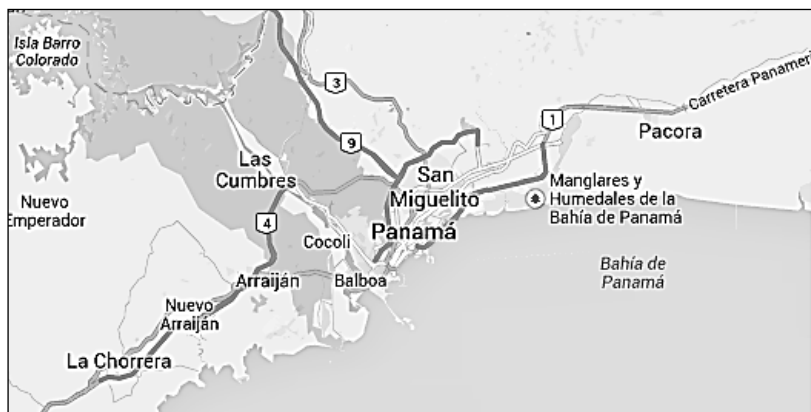 Isla Barro
Colorado
3
Carretera Panameri
1
Pacora
9
Las
Cumbres
San
Miguelito
Manglares y
Humedales de la
Bahía de Panamá
Nuevo
Emperador
4
Panamá
Cocolí
Bahía de
Panamá
Arraiján
Balboa
Nuevo
Arraiján
La Chorrera